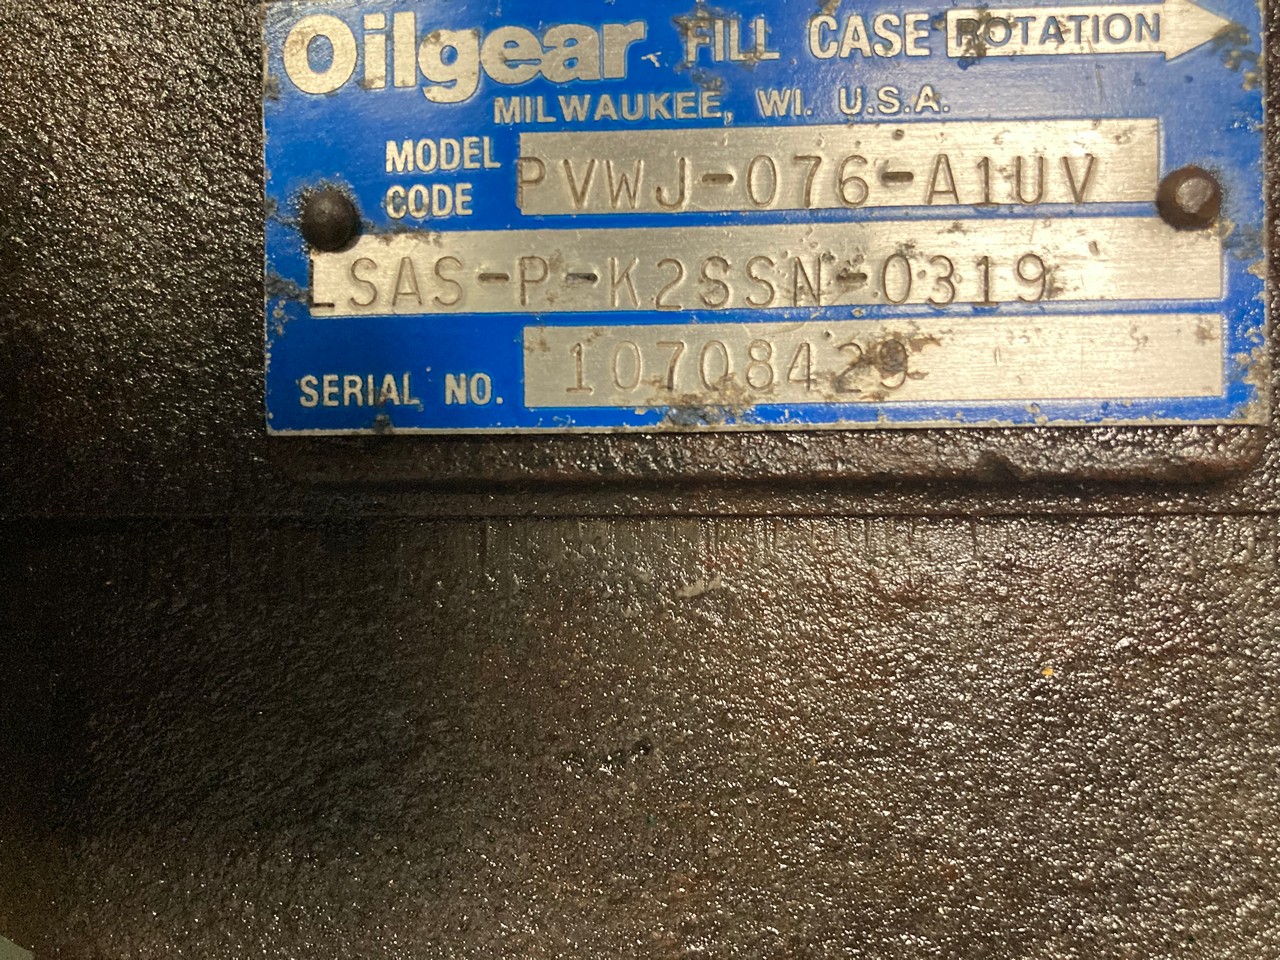 Oilgear FILL CASE ROTATION
MILWAUKEE, WI. U.S.A.
MODEL CODE PVWJ-076-A1UV
LSAS-P-K2SSN-0319
SERIAL NO. 10708429